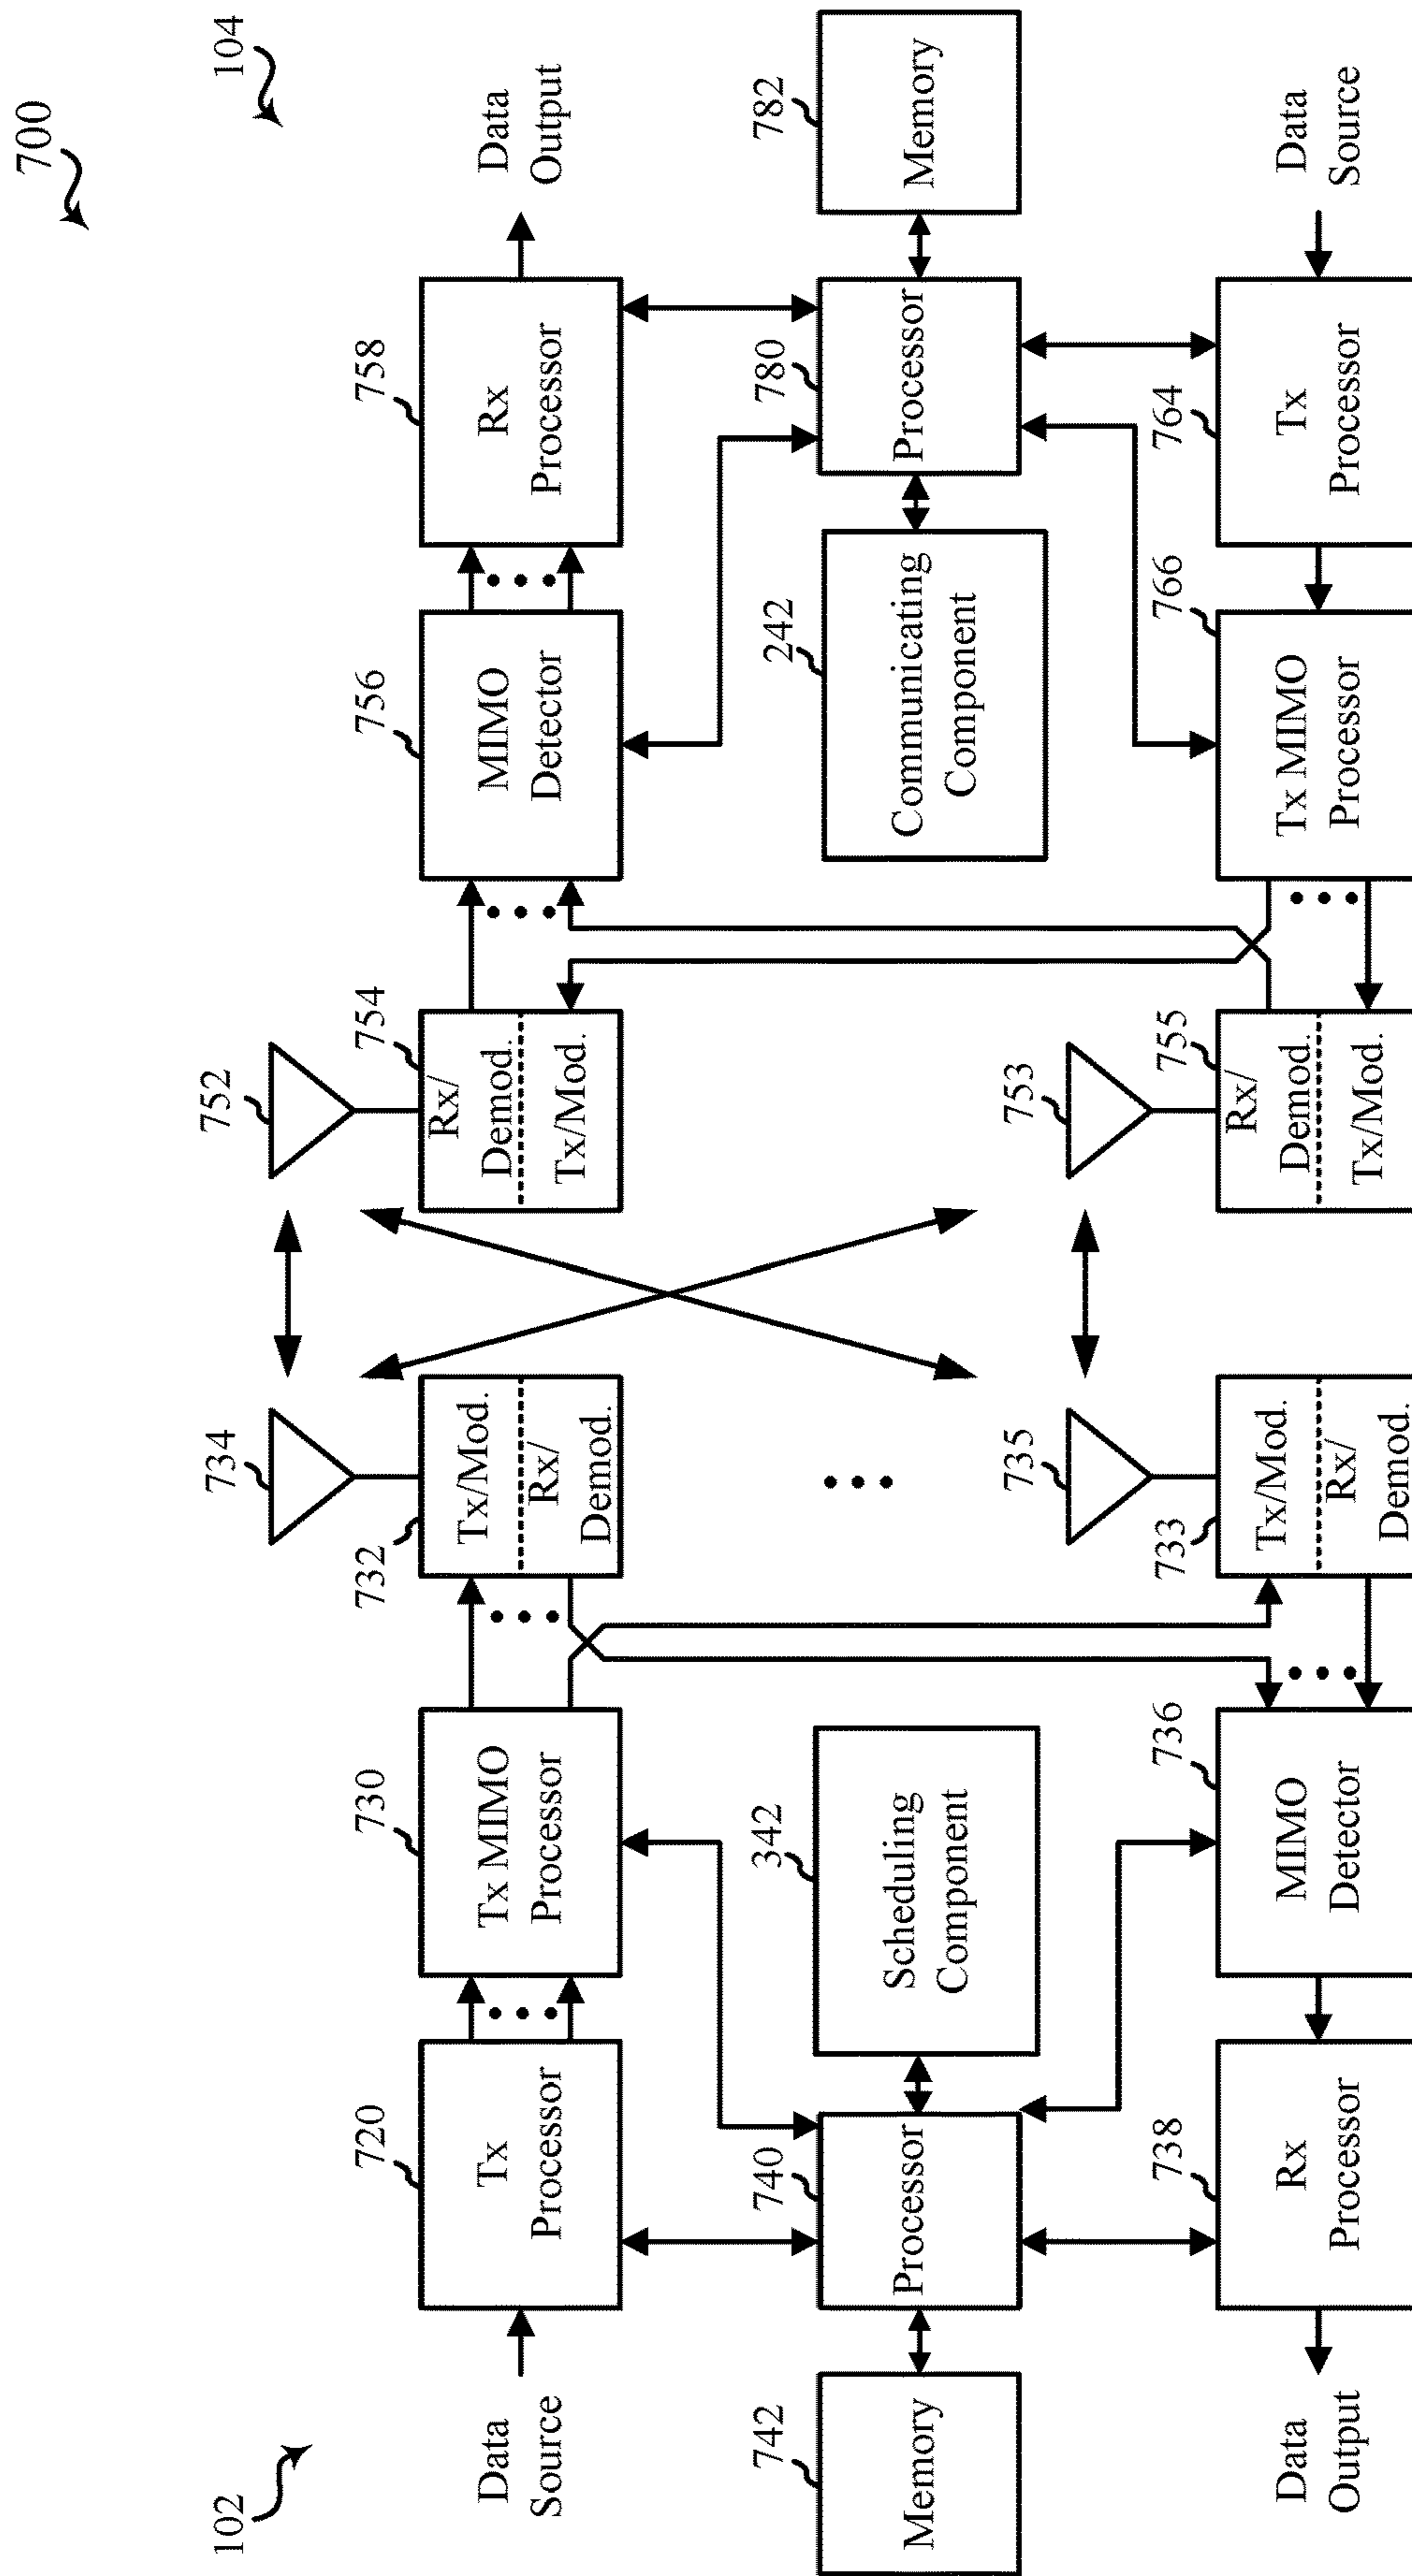 700
102
104
734
752
Data
Source
720
Tx
Processor
730
Tx MIMO
Processor
732
Tx/Mod.
Rx/
Demod.
754
Rx/
Demod.
Tx/Mod.
756
MIMO
Detector
758
Rx
Processor
Data
Output
742
Memory
740
Processor
342
Scheduling
Component
242
Communicating
Component
780
Processor
782
Memory
735
753
Data
Output
738
Rx
Processor
736
MIMO
Detector
733
Tx/Mod.
Rx/
Demod.
755
Rx/
Demod.
Tx/Mod.
766
Tx MIMO
Processor
764
Tx
Processor
Data
Source